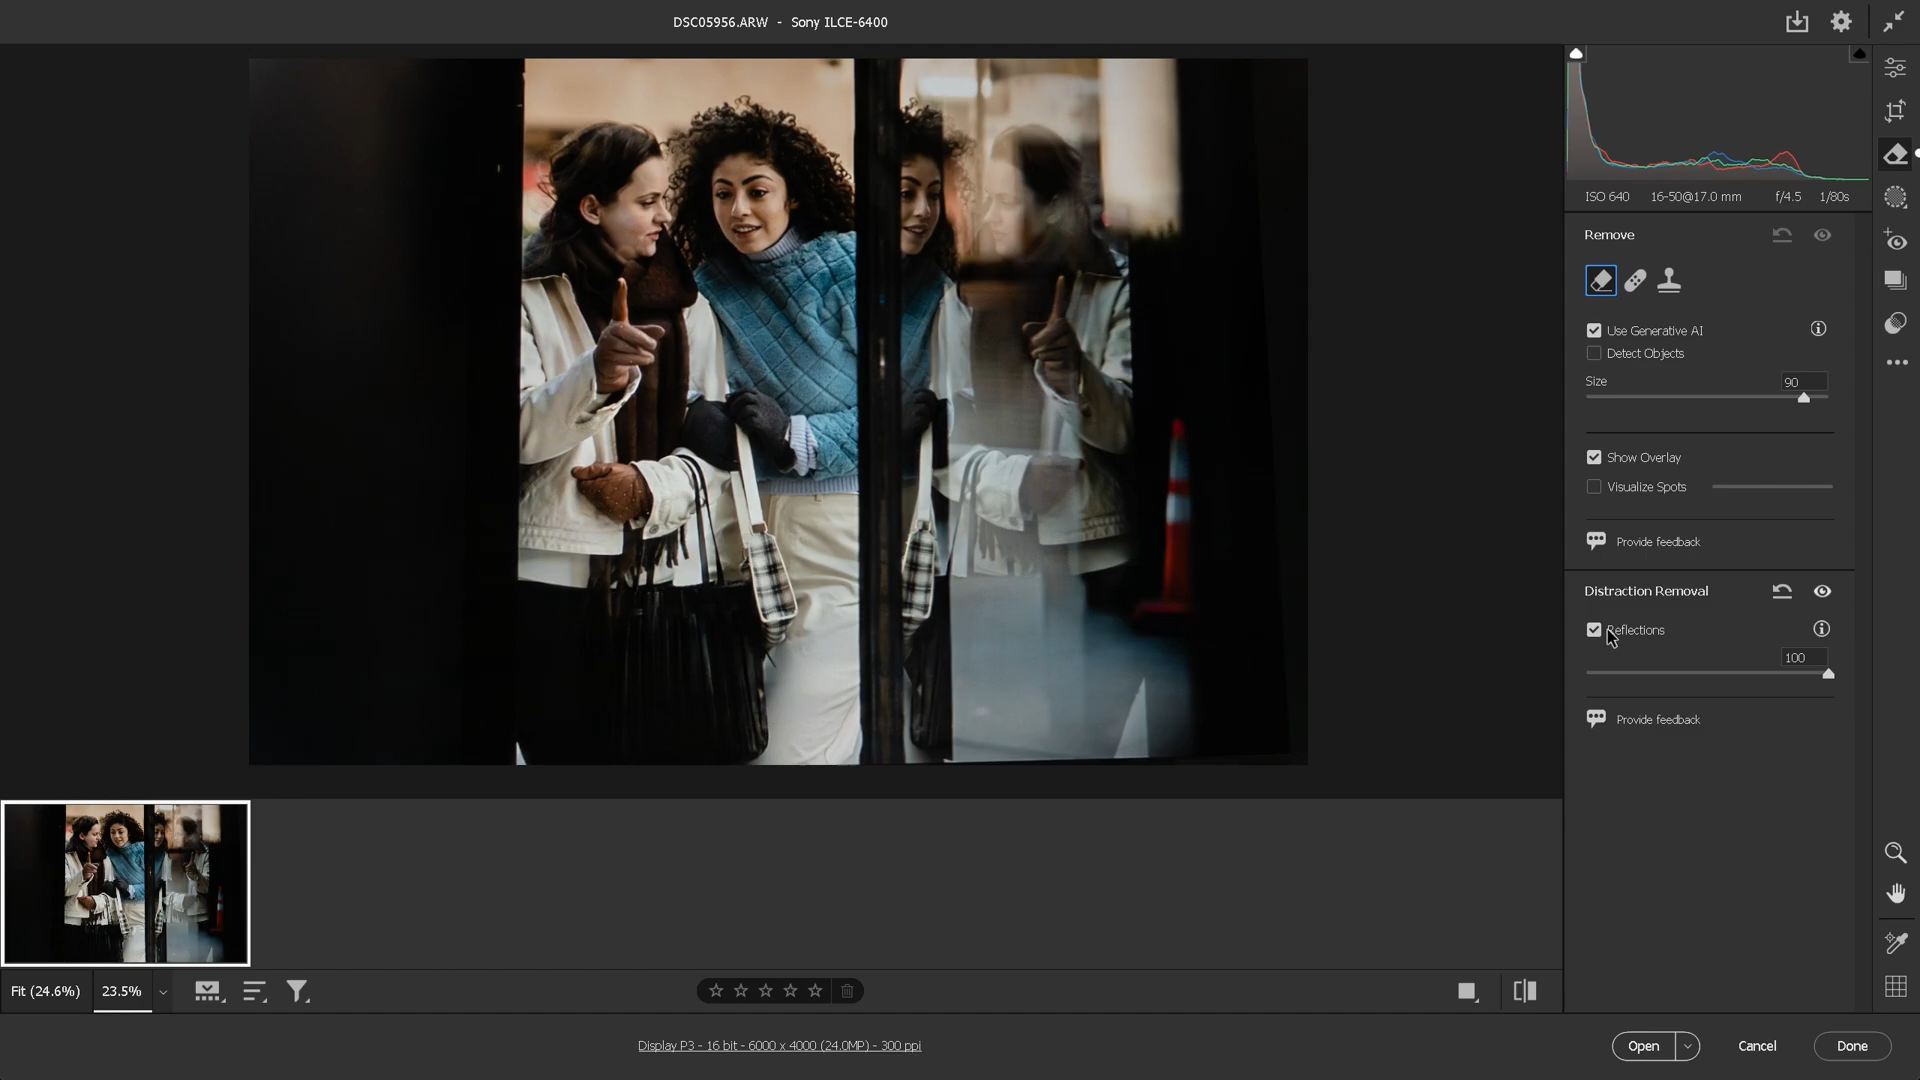 DSC05956.ARW - Sony ILCE-6400
ISO 640 16-50@17.0 mm f/4.5 1/80s
Remove
Use Generative AI
Detect Objects
Size 90
Show Overlay
Visualize Spots
Provide feedback
Distraction Removal
Reflections
100
Provide feedback
Fit (24.6%) 23.5%
Display P3 - 16 bit - 6000 x 4000 (24.0MP) - 300 ppi
Open Cancel Done